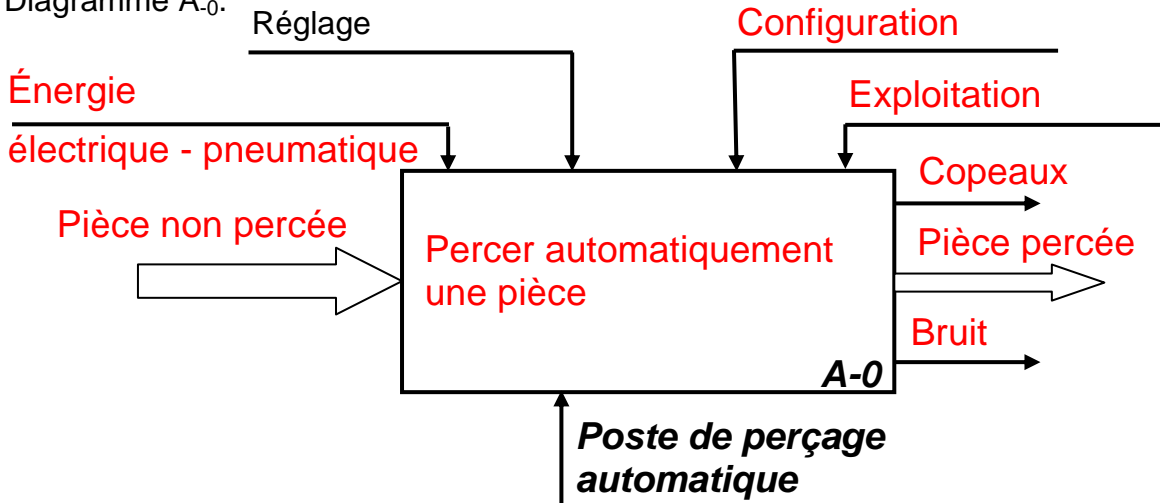 Diagramme A-0.
Réglage
Configuration
Énergie
électrique - pneumatique
Exploitation
Copeaux
Pièce non percée
Percer automatiquement
une pièce
Pièce percée
Bruit
A-0
Poste de perçage
automatique